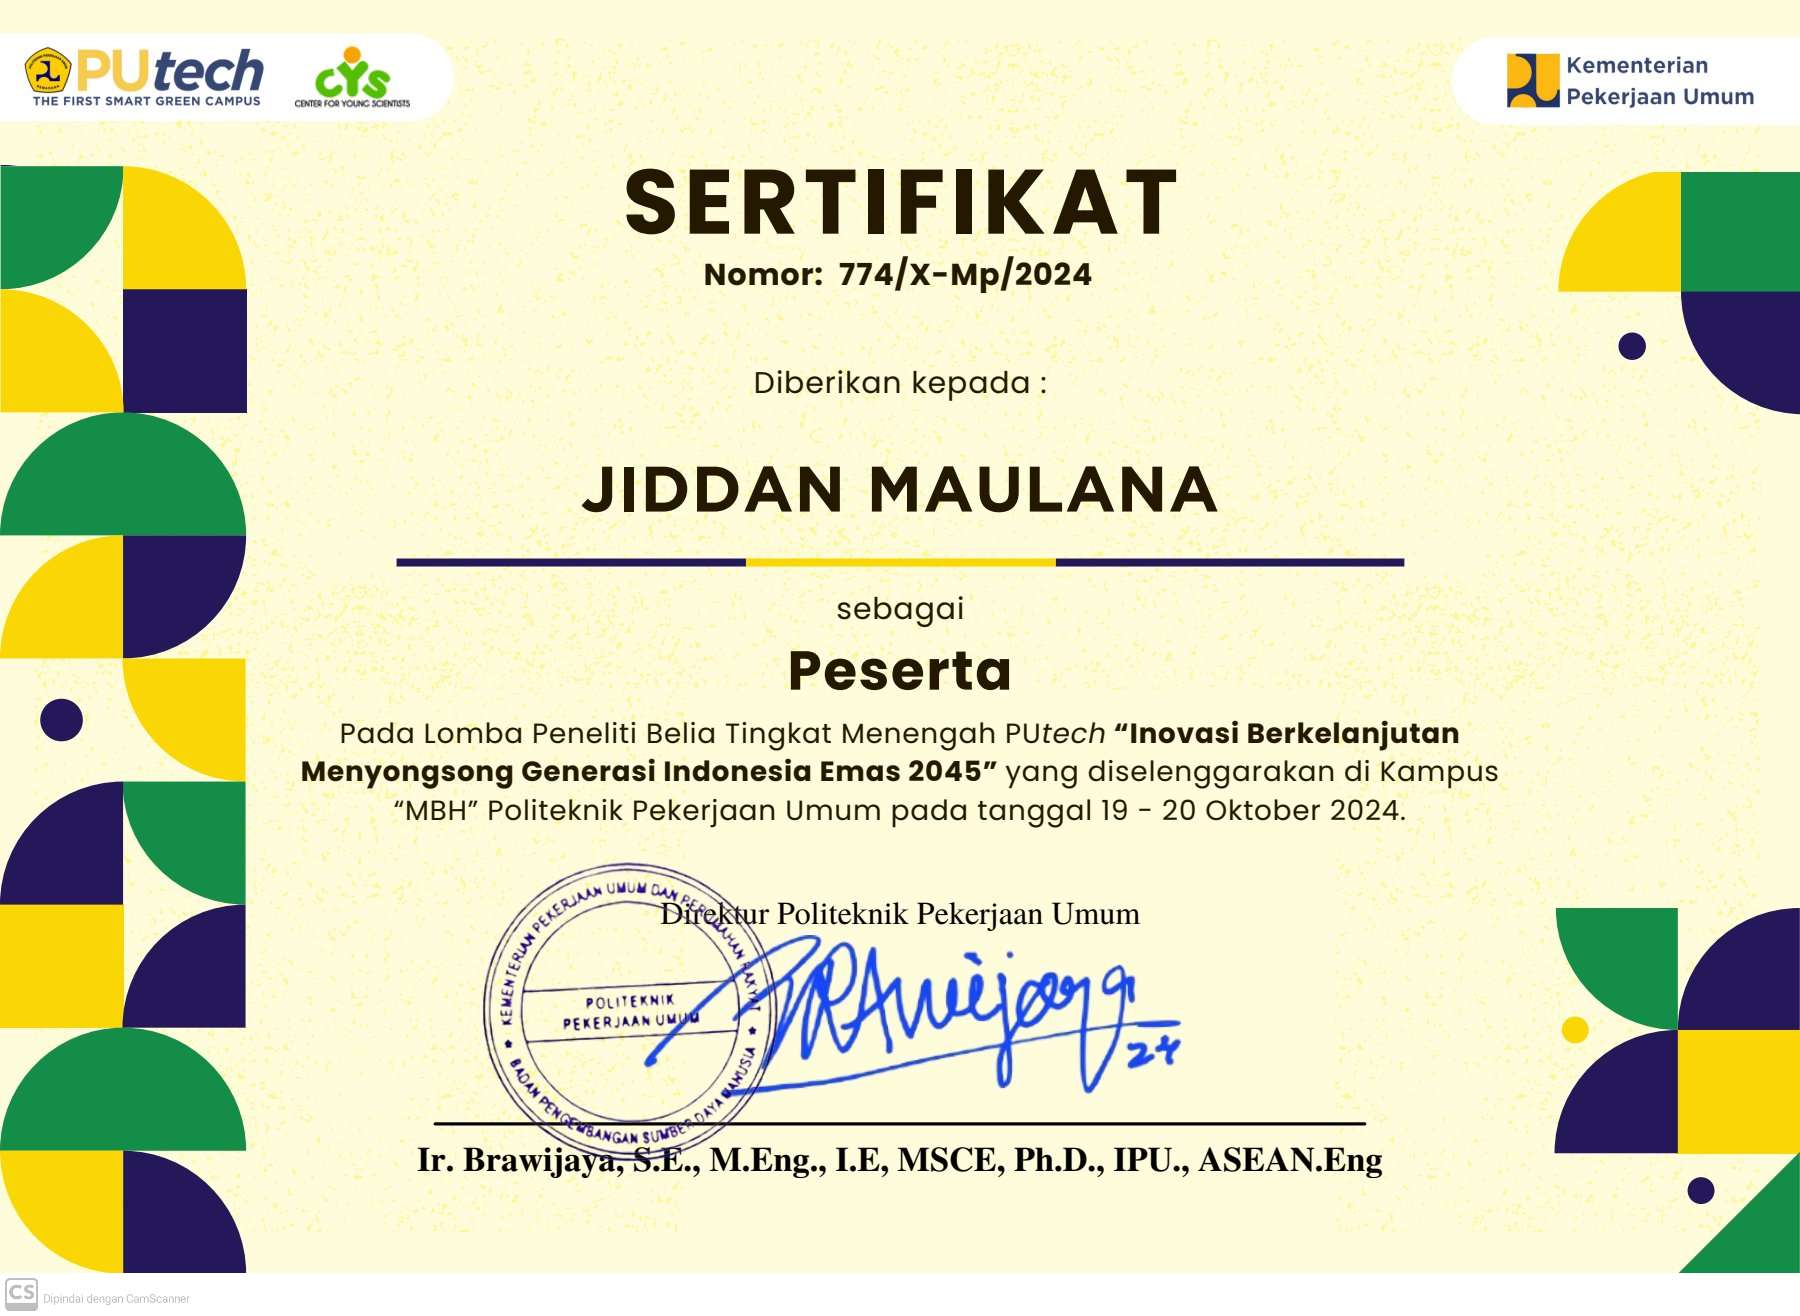 PUtech
THE FIRST SMART GREEN CAMPUS
CYS
CENTER FOR YOUNG SCIENTISTS
Kementerian
Pekerjaan Umum
SERTIFIKAT
Nomor: 774/X-Mp/2024
Diberikan kepada :
JIDDAN MAULANA
sebagai
Peserta
Pada Lomba Peneliti Belia Tingkat Menengah PUtech “Inovasi Berkelanjutan
Menyongsong Generasi Indonesia Emas 2045” yang diselenggarakan di Kampus
“MBH” Politeknik Pekerjaan Umum pada tanggal 19 - 20 Oktober 2024.
Direktur Politeknik Pekerjaan Umum
KEMENTERIAN PEKERJAAN UMUM DAN PERUMAHAN RAKYAT
POLITEKNIK
PEKERJAAN UMUM
BADAN PENGEMBANGAN SUMBER DAYA MANUSIA
24
Ir. Brawijaya, S.E., M.Eng., I.E, MSCE, Ph.D., IPU., ASEAN.Eng
CS Dipindai dengan CamScanner